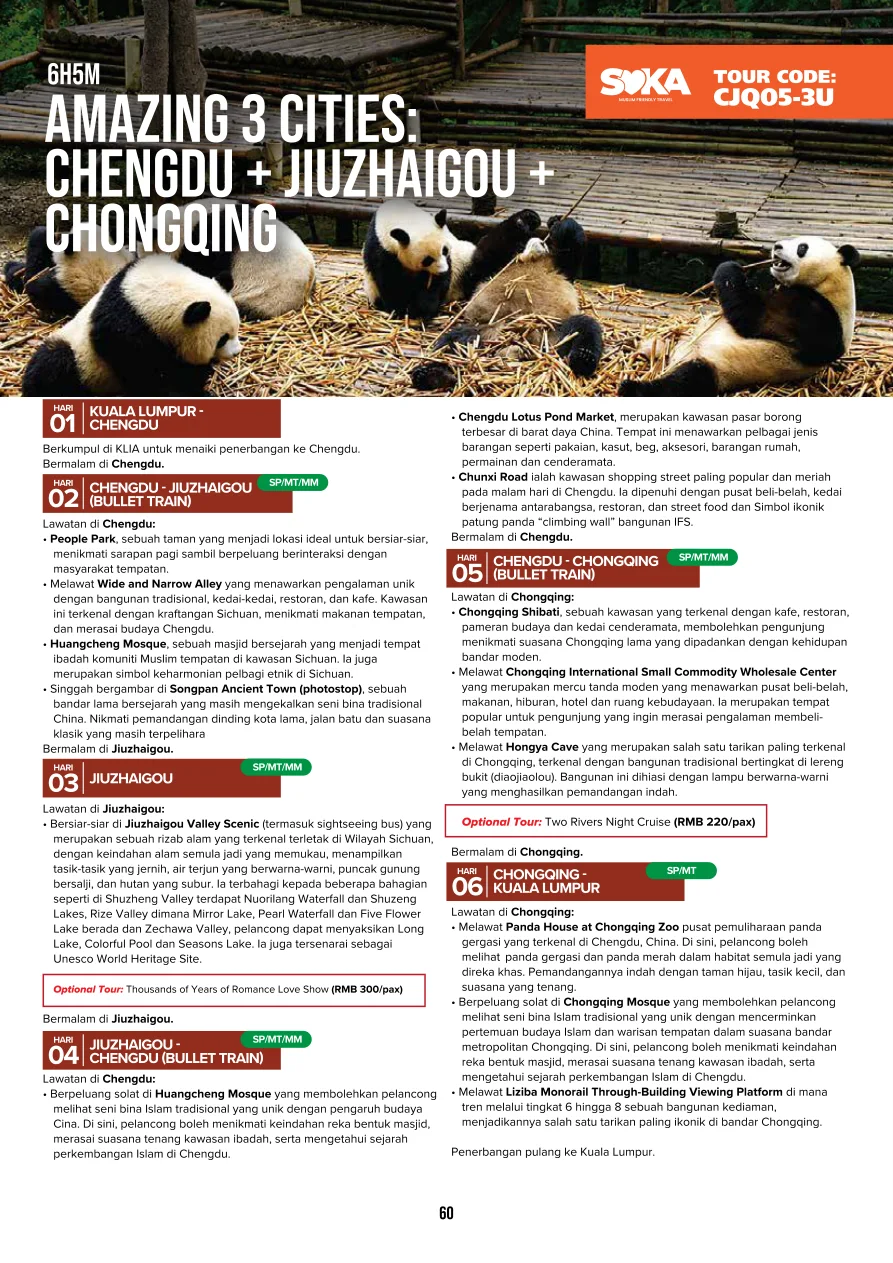 6H5M
AMAZING 3 CITIES:
CHENGDU + JIUZHAIGOU +
CHONGQING
SOKA
MUSLIM FRIENDLY TRAVEL
TOUR CODE:
CJQ05-3U
HARI
01
KUALA LUMPUR -
CHENGDU
Berkumpul di KLIA untuk menaiki penerbangan ke Chengdu.
Bermalam di Chengdu.
HARI
02
CHENGDU - JIUZHAIGOU
(BULLET TRAIN)
SP/MT/MM
Lawatan di Chengdu:
• People Park, sebuah taman yang menjadi lokasi ideal untuk bersiar-siar,
menikmati sarapan pagi sambil berpeluang berinteraksi dengan
masyarakat tempatan.
• Melawat Wide and Narrow Alley yang menawarkan pengalaman unik
dengan bangunan tradisional, kedai-kedai, restoran, dan kafe. Kawasan
ini terkenal dengan kraftangan Sichuan, menikmati makanan tempatan,
dan merasai budaya Chengdu.
• Huangcheng Mosque, sebuah masjid bersejarah yang menjadi tempat
ibadah komuniti Muslim tempatan di kawasan Sichuan. Ia juga
merupakan simbol keharmonian pelbagi etnik di Sichuan.
• Singgah bergambar di Songpan Ancient Town (photostop), sebuah
bandar lama bersejarah yang masih mengekalkan seni bina tradisional
China. Nikmati pemandangan dinding kota lama, jalan batu dan suasana
klasik yang masih terpelihara
Bermalam di Jiuzhaigou.
HARI
03
JIUZHAIGOU
SP/MT/MM
Lawatan di Jiuzhaigou:
• Bersiar-siar di Jiuzhaigou Valley Scenic (termasuk sightseeing bus) yang
merupakan sebuah rizab alam yang terkenal terletak di Wilayah Sichuan,
dengan keindahan alam semula jadi yang memukau, menampilkan
tasik-tasik yang jernih, air terjun yang berwarna-warni, puncak gunung
bersalji, dan hutan yang subur. Ia terbahagi kepada beberapa bahagian
seperti di Shuzheng Valley terdapat Nuorilang Waterfall dan Shuzeng
Lakes, Rize Valley dimana Mirror Lake, Pearl Waterfall dan Five Flower
Lake berada dan Zechawa Valley, pelancong dapat menyaksikan Long
Lake, Colorful Pool dan Seasons Lake. Ia juga tersenarai sebagai
Unesco World Heritage Site.
Optional Tour: Thousands of Years of Romance Love Show (RMB 300/pax)
Bermalam di Jiuzhaigou.
HARI
04
JIUZHAIGOU -
CHENGDU (BULLET TRAIN)
SP/MT/MM
Lawatan di Chengdu:
• Berpeluang solat di Huangcheng Mosque yang membolehkan pelancong
melihat seni bina Islam tradisional yang unik dengan pengaruh budaya
Cina. Di sini, pelancong boleh menikmati keindahan reka bentuk masjid,
merasai suasana tenang kawasan ibadah, serta mengetahui sejarah
perkembangan Islam di Chengdu.
• Chengdu Lotus Pond Market, merupakan kawasan pasar borong
terbesar di barat daya China. Tempat ini menawarkan pelbagai jenis
barangan seperti pakaian, kasut, beg, aksesori, barangan rumah,
permainan dan cenderamata.
• Chunxi Road ialah kawasan shopping street paling popular dan meriah
pada malam hari di Chengdu. Ia dipenuhi dengan pusat beli-belah, kedai
berjenama antarabangsa, restoran, dan street food dan Simbol ikonik
patung panda “climbing wall” bangunan IFS.
Bermalam di Chengdu.
HARI
05
CHENGDU - CHONGQING
(BULLET TRAIN)
SP/MT/MM
Lawatan di Chongqing:
• Chongqing Shibati, sebuah kawasan yang terkenal dengan kafe, restoran,
pameran budaya dan kedai cenderamata, membolehkan pengunjung
menikmati suasana Chongqing lama yang dipadankan dengan kehidupan
bandar moden.
• Melawat Chongqing International Small Commodity Wholesale Center
yang merupakan mercu tanda moden yang menawarkan pusat beli-belah,
makanan, hiburan, hotel dan ruang kebudayaan. Ia merupakan tempat
popular untuk pengunjung yang ingin merasai pengalaman membeli-
belah tempatan.
• Melawat Hongya Cave yang merupakan salah satu tarikan paling terkenal
di Chongqing, terkenal dengan bangunan tradisional bertingkat di lereng
bukit (diaojiaolou). Bangunan ini dihiasi dengan lampu berwarna-warni
yang menghasilkan pemandangan indah.
Optional Tour: Two Rivers Night Cruise (RMB 220/pax)
Bermalam di Chongqing.
HARI
06
CHONGQING -
KUALA LUMPUR
SP/MT
Lawatan di Chongqing:
• Melawat Panda House at Chongqing Zoo pusat pemuliharaan panda
gergasi yang terkenal di Chengdu, China. Di sini, pelancong boleh
melihat panda gergasi dan panda merah dalam habitat semula jadi yang
direka khas. Pemandangannya indah dengan taman hijau, tasik kecil, dan
suasana yang tenang.
• Berpeluang solat di Chongqing Mosque yang membolehkan pelancong
melihat seni bina Islam tradisional yang unik dengan mencerminkan
pertemuan budaya Islam dan warisan tempatan dalam suasana bandar
metropolitan Chongqing. Di sini, pelancong boleh menikmati keindahan
reka bentuk masjid, merasai suasana tenang kawasan ibadah, serta
mengetahui sejarah perkembangan Islam di Chengdu.
• Melawat Liziba Monorail Through-Building Viewing Platform di mana
tren melalui tingkat 6 hingga 8 sebuah bangunan kediaman,
menjadikannya salah satu tarikan paling ikonik di bandar Chongqing.
Penerbangan pulang ke Kuala Lumpur.
60